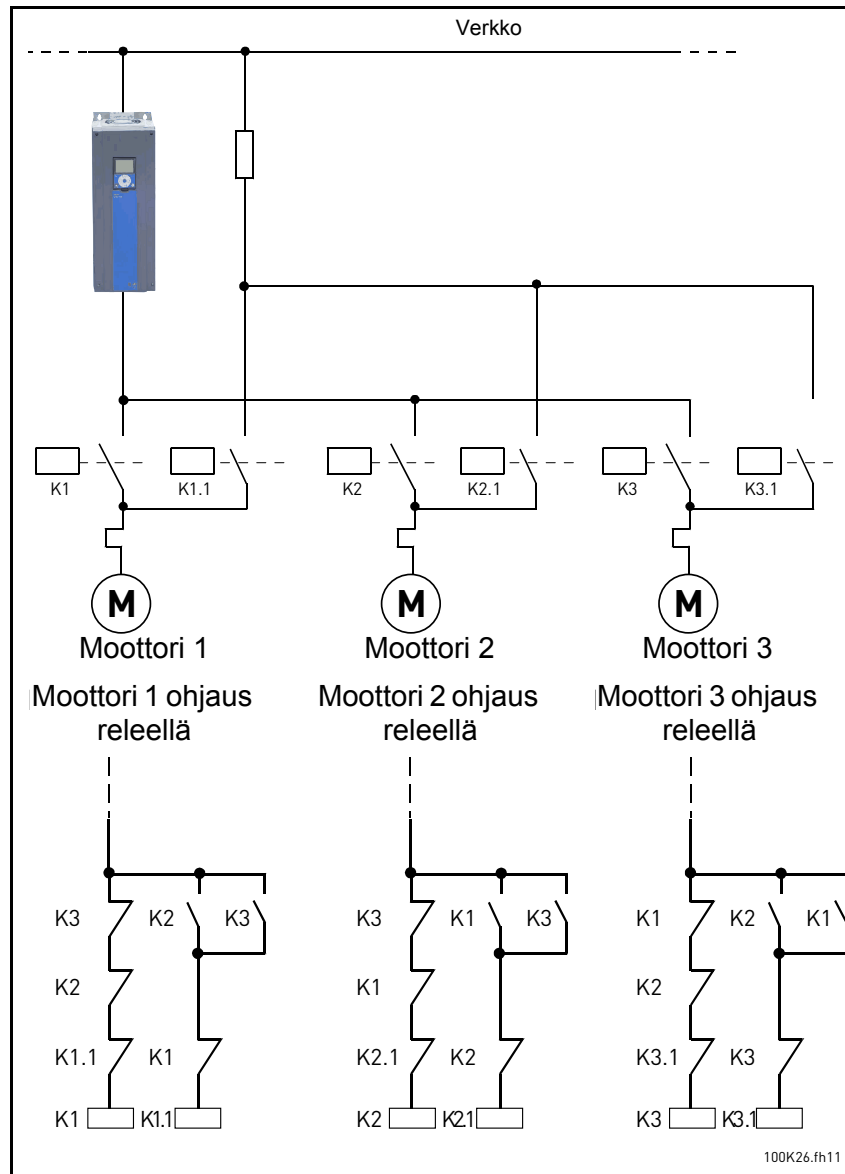 Verkko
K1 K1.1 K2 K2.1 K3 K3.1
M M M
Moottori 1 Moottori 2 Moottori 3
Moottori 1 ohjaus Moottori 2 ohjaus Moottori 3 ohjaus
releellä releellä releellä
K3 K2 K3 K3 K1 K3 K1 K2 K1
K2 K1 K2
K1.1 K1 K2.1 K2 K3.1 K3
K1 K1.1 K2 K2.1 K3 K3.1
100K26.fh11